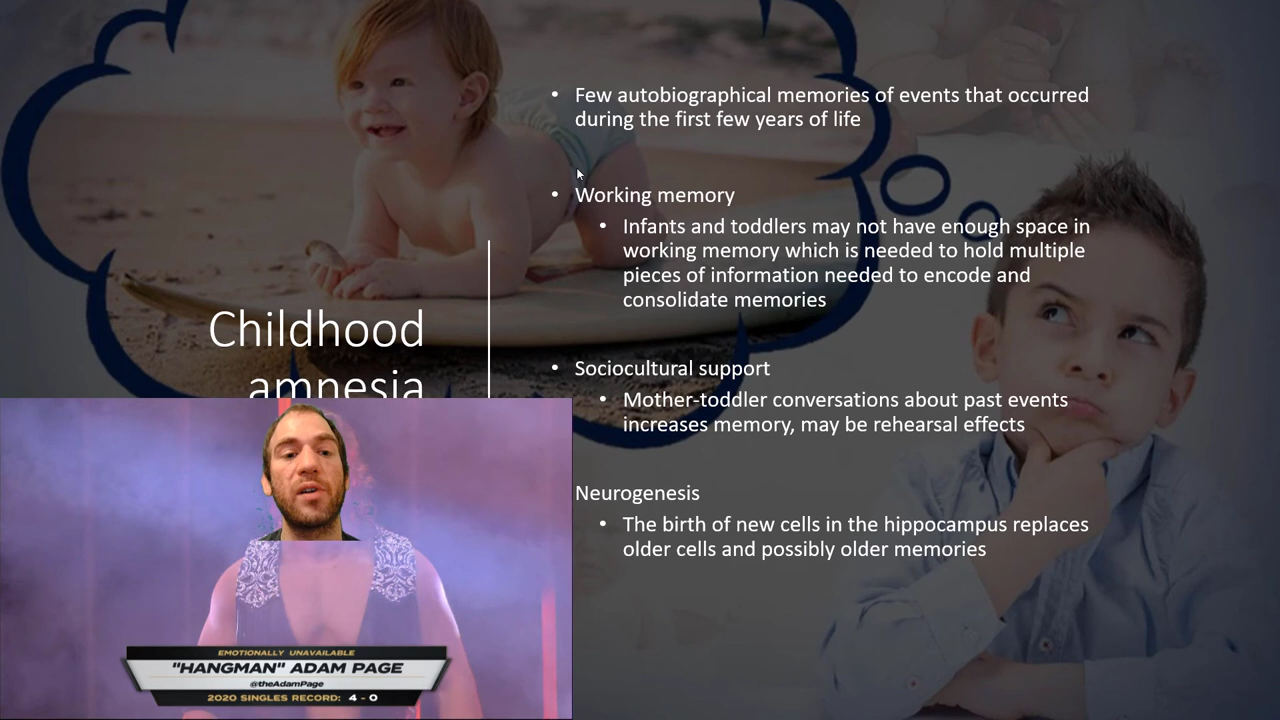 Few autobiographical memories of events that occurred
during the first few years of life
Working memory
Infants and toddlers may not have enough space in
working memory which is needed to hold multiple
pieces of information needed to encode and
consolidate memories
Childhood
amnesia
Sociocultural support
Mother-toddler conversations about past events
increases memory, may be rehearsal effects
Neurogenesis
The birth of new cells in the hippocampus replaces
older cells and possibly older memories
EMOTIONALLY UNAVAILABLE
"HANGMAN" ADAM PAGE
@theAdamPage
2020 SINGLES RECORD: 4 - 0